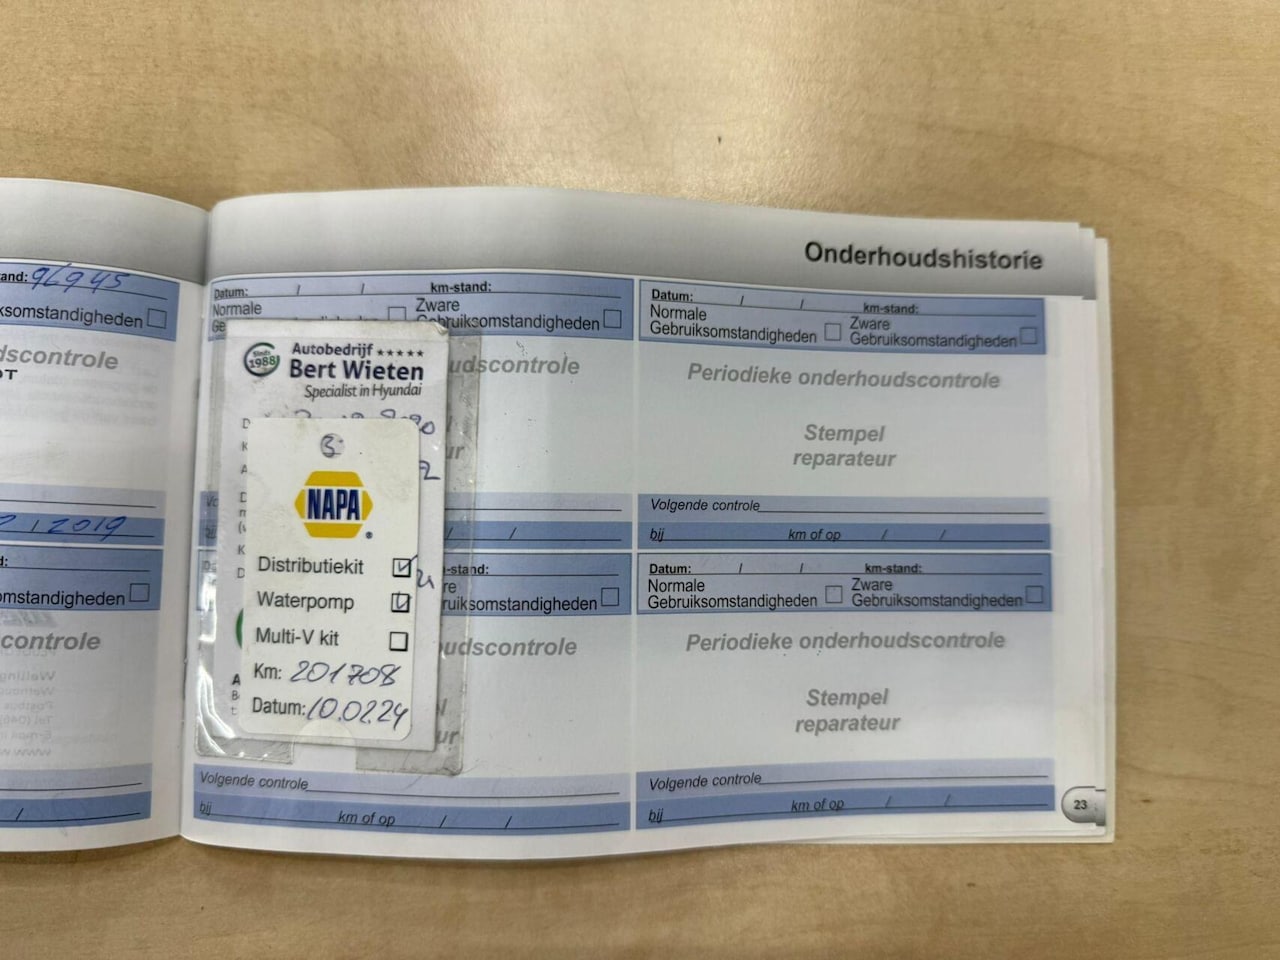 Onderhoudshistorie
tand: 96945
ksomstandigheden
dscontrole
2019
omstandigheden
controle
Datum: / / km-stand:
Normale Zware
Gebruiksomstandigheden
udscontrole
Sinds 1988
Autobedrijf ★★★★★
Bert Wieten
Specialist in Hyundai
3
NAPA ®
Distributiekit ☑
Waterpomp ☑
Multi-V kit ☐
Km: 201708
Datum: 10.02.24
/ /
-stand:
ruiksomstandigheden
udscontrole
Volgende controle
bij km of op / /
Datum: / / km-stand:
Normale Zware
Gebruiksomstandigheden Gebruiksomstandigheden
Periodieke onderhoudscontrole
Stempel
reparateur
Volgende controle
bij km of op / /
Datum: / / km-stand:
Normale Zware
Gebruiksomstandigheden Gebruiksomstandigheden
Periodieke onderhoudscontrole
Stempel
reparateur
Volgende controle
bij km of op / /
23